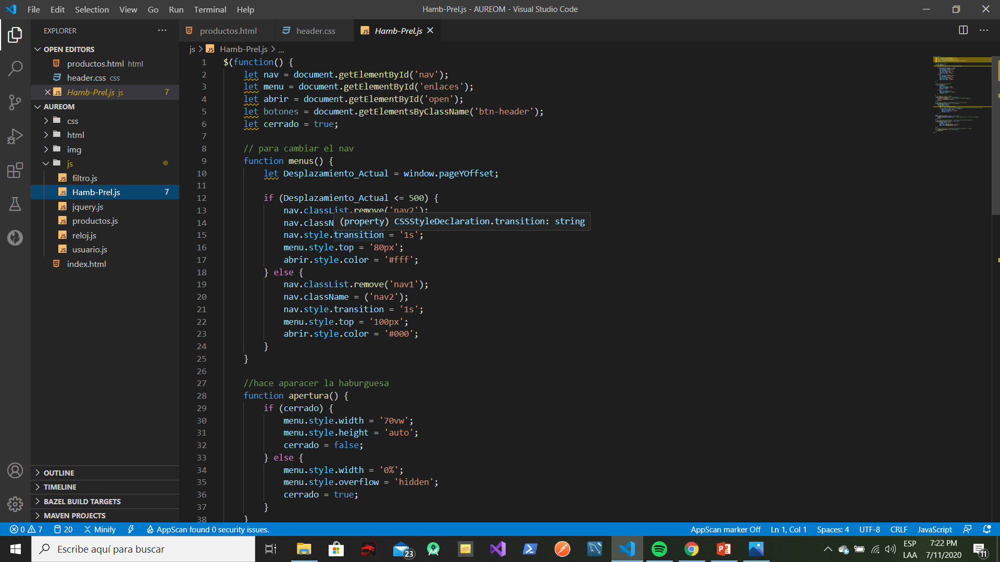 File Edit Selection View Go Run Terminal Help
Hamb-Prel.js - AUREOM - Visual Studio Code
EXPLORER
OPEN EDITORS
productos.html html
header.css css
Hamb-Prel.js js 7
AUREOM
css
html
img
js
filtro.js
Hamb-Prel.js 7
jquery.js
productos.js
reloj.js
usuario.js
index.html
OUTLINE
TIMELINE
BAZEL BUILD TARGETS
MAVEN PROJECTS
productos.html header.css Hamb-Prel.js
js > Hamb-Prel.js > ...
1 $(function() {
2 let nav = document.getElementById('nav');
3 let menu = document.getElementById('enlaces');
4 let abrir = document.getElementById('open');
5 let botones = document.getElementsByClassName('btn-header');
6 let cerrado = true;
7
8 // para cambiar el nav
9 function menus() {
10 let Desplazamiento_Actual = window.pageYOffset;
11
12 if (Desplazamiento_Actual <= 500) {
13 nav.classList.remove('nav2');
(property) CSSStyleDeclaration.transition: string
14 nav.classN
15 nav.style.transition = '1s';
16 menu.style.top = '80px';
17 abrir.style.color = '#fff';
18 } else {
19 nav.classList.remove('nav1');
20 nav.className = ('nav2');
21 nav.style.transition = '1s';
22 menu.style.top = '100px';
23 abrir.style.color = '#000';
24 }
25 }
26
27 //hace aparacer la haburguesa
28 function apertura() {
29 if (cerrado) {
30 menu.style.width = '70vw';
31 menu.style.height = 'auto';
32 cerrado = false;
33 } else {
34 menu.style.width = '0%';
35 menu.style.overflow = 'hidden';
36 cerrado = true;
37 }
38 }
0 7 20 Minify AppScan found 0 security issues.
AppScan marker Off Ln 1, Col 1 Spaces: 4 UTF-8 CRLF JavaScript
Escribe aquí para buscar
23
ESP
LAA
7:22 PM
7/11/2020
11